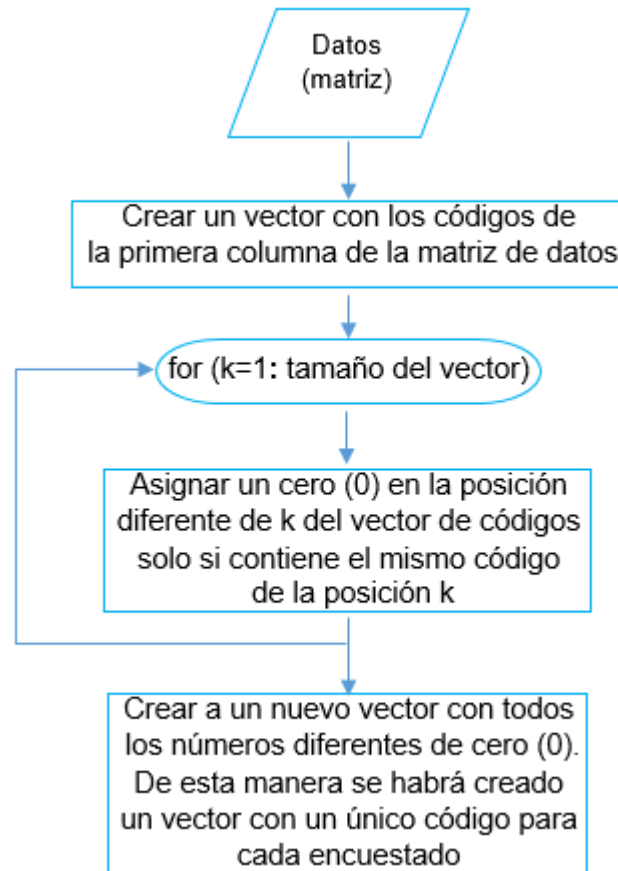 Datos
(matriz)
Crear un vector con los códigos de
la primera columna de la matriz de datos
for (k=1: tamaño del vector)
Asignar un cero (0) en la posición
diferente de k del vector de códigos
solo si contiene el mismo código
de la posición k
Crear a un nuevo vector con todos
los números diferentes de cero (0).
De esta manera se habrá creado
un vector con un único código para
cada encuestado